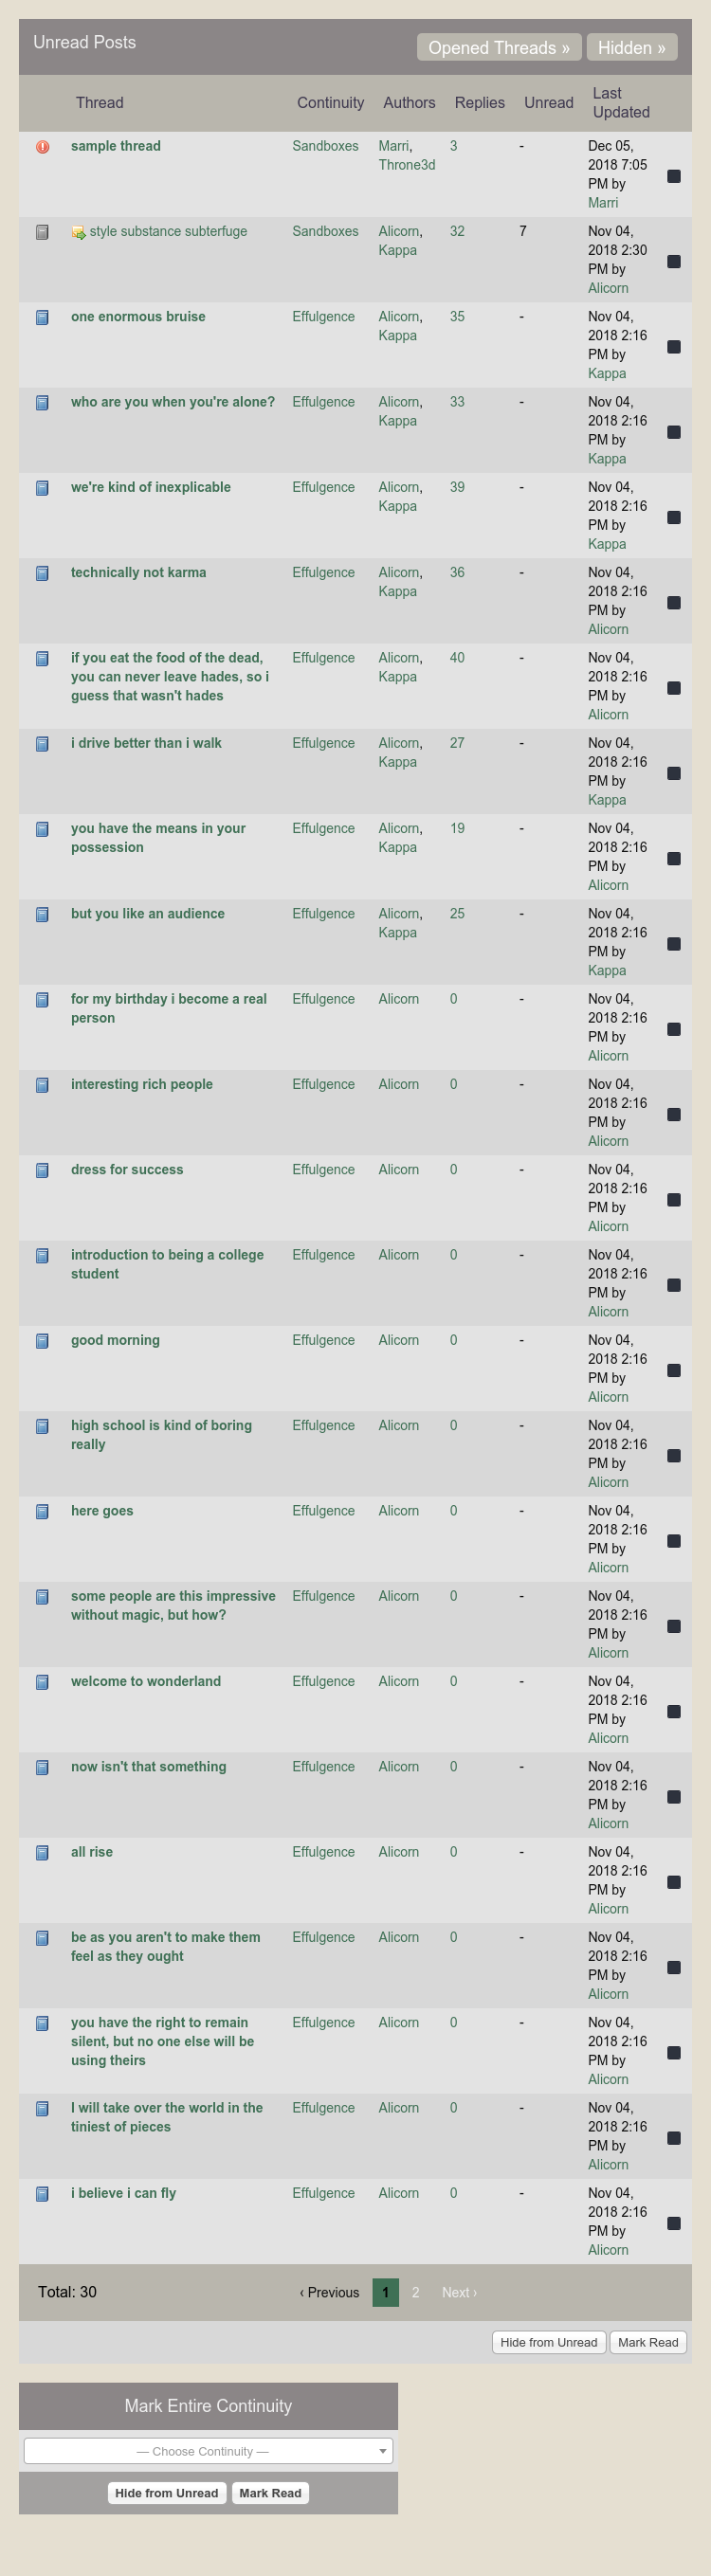 Unread Posts
Opened Threads » Hidden »
Thread Continuity Authors Replies Unread Last Updated
sample thread Sandboxes Marri, Throne3d 3 - Dec 05, 2018 7:05 PM by Marri
style substance subterfuge Sandboxes Alicorn, Kappa 32 7 Nov 04, 2018 2:30 PM by Alicorn
one enormous bruise Effulgence Alicorn, Kappa 35 - Nov 04, 2018 2:16 PM by Kappa
who are you when you're alone? Effulgence Alicorn, Kappa 33 - Nov 04, 2018 2:16 PM by Kappa
we're kind of inexplicable Effulgence Alicorn, Kappa 39 - Nov 04, 2018 2:16 PM by Kappa
technically not karma Effulgence Alicorn, Kappa 36 - Nov 04, 2018 2:16 PM by Alicorn
if you eat the food of the dead, you can never leave hades, so i guess that wasn't hades Effulgence Alicorn, Kappa 40 - Nov 04, 2018 2:16 PM by Alicorn
i drive better than i walk Effulgence Alicorn, Kappa 27 - Nov 04, 2018 2:16 PM by Kappa
you have the means in your possession Effulgence Alicorn, Kappa 19 - Nov 04, 2018 2:16 PM by Alicorn
but you like an audience Effulgence Alicorn, Kappa 25 - Nov 04, 2018 2:16 PM by Kappa
for my birthday i become a real person Effulgence Alicorn 0 - Nov 04, 2018 2:16 PM by Alicorn
interesting rich people Effulgence Alicorn 0 - Nov 04, 2018 2:16 PM by Alicorn
dress for success Effulgence Alicorn 0 - Nov 04, 2018 2:16 PM by Alicorn
introduction to being a college student Effulgence Alicorn 0 - Nov 04, 2018 2:16 PM by Alicorn
good morning Effulgence Alicorn 0 - Nov 04, 2018 2:16 PM by Alicorn
high school is kind of boring really Effulgence Alicorn 0 - Nov 04, 2018 2:16 PM by Alicorn
here goes Effulgence Alicorn 0 - Nov 04, 2018 2:16 PM by Alicorn
some people are this impressive without magic, but how? Effulgence Alicorn 0 - Nov 04, 2018 2:16 PM by Alicorn
welcome to wonderland Effulgence Alicorn 0 - Nov 04, 2018 2:16 PM by Alicorn
now isn't that something Effulgence Alicorn 0 - Nov 04, 2018 2:16 PM by Alicorn
all rise Effulgence Alicorn 0 - Nov 04, 2018 2:16 PM by Alicorn
be as you aren't to make them feel as they ought Effulgence Alicorn 0 - Nov 04, 2018 2:16 PM by Alicorn
you have the right to remain silent, but no one else will be using theirs Effulgence Alicorn 0 - Nov 04, 2018 2:16 PM by Alicorn
I will take over the world in the tiniest of pieces Effulgence Alicorn 0 - Nov 04, 2018 2:16 PM by Alicorn
i believe i can fly Effulgence Alicorn 0 - Nov 04, 2018 2:16 PM by Alicorn
Total: 30 ‹ Previous 1 2 Next ›
Hide from Unread Mark Read
Mark Entire Continuity
— Choose Continuity —
Hide from Unread Mark Read